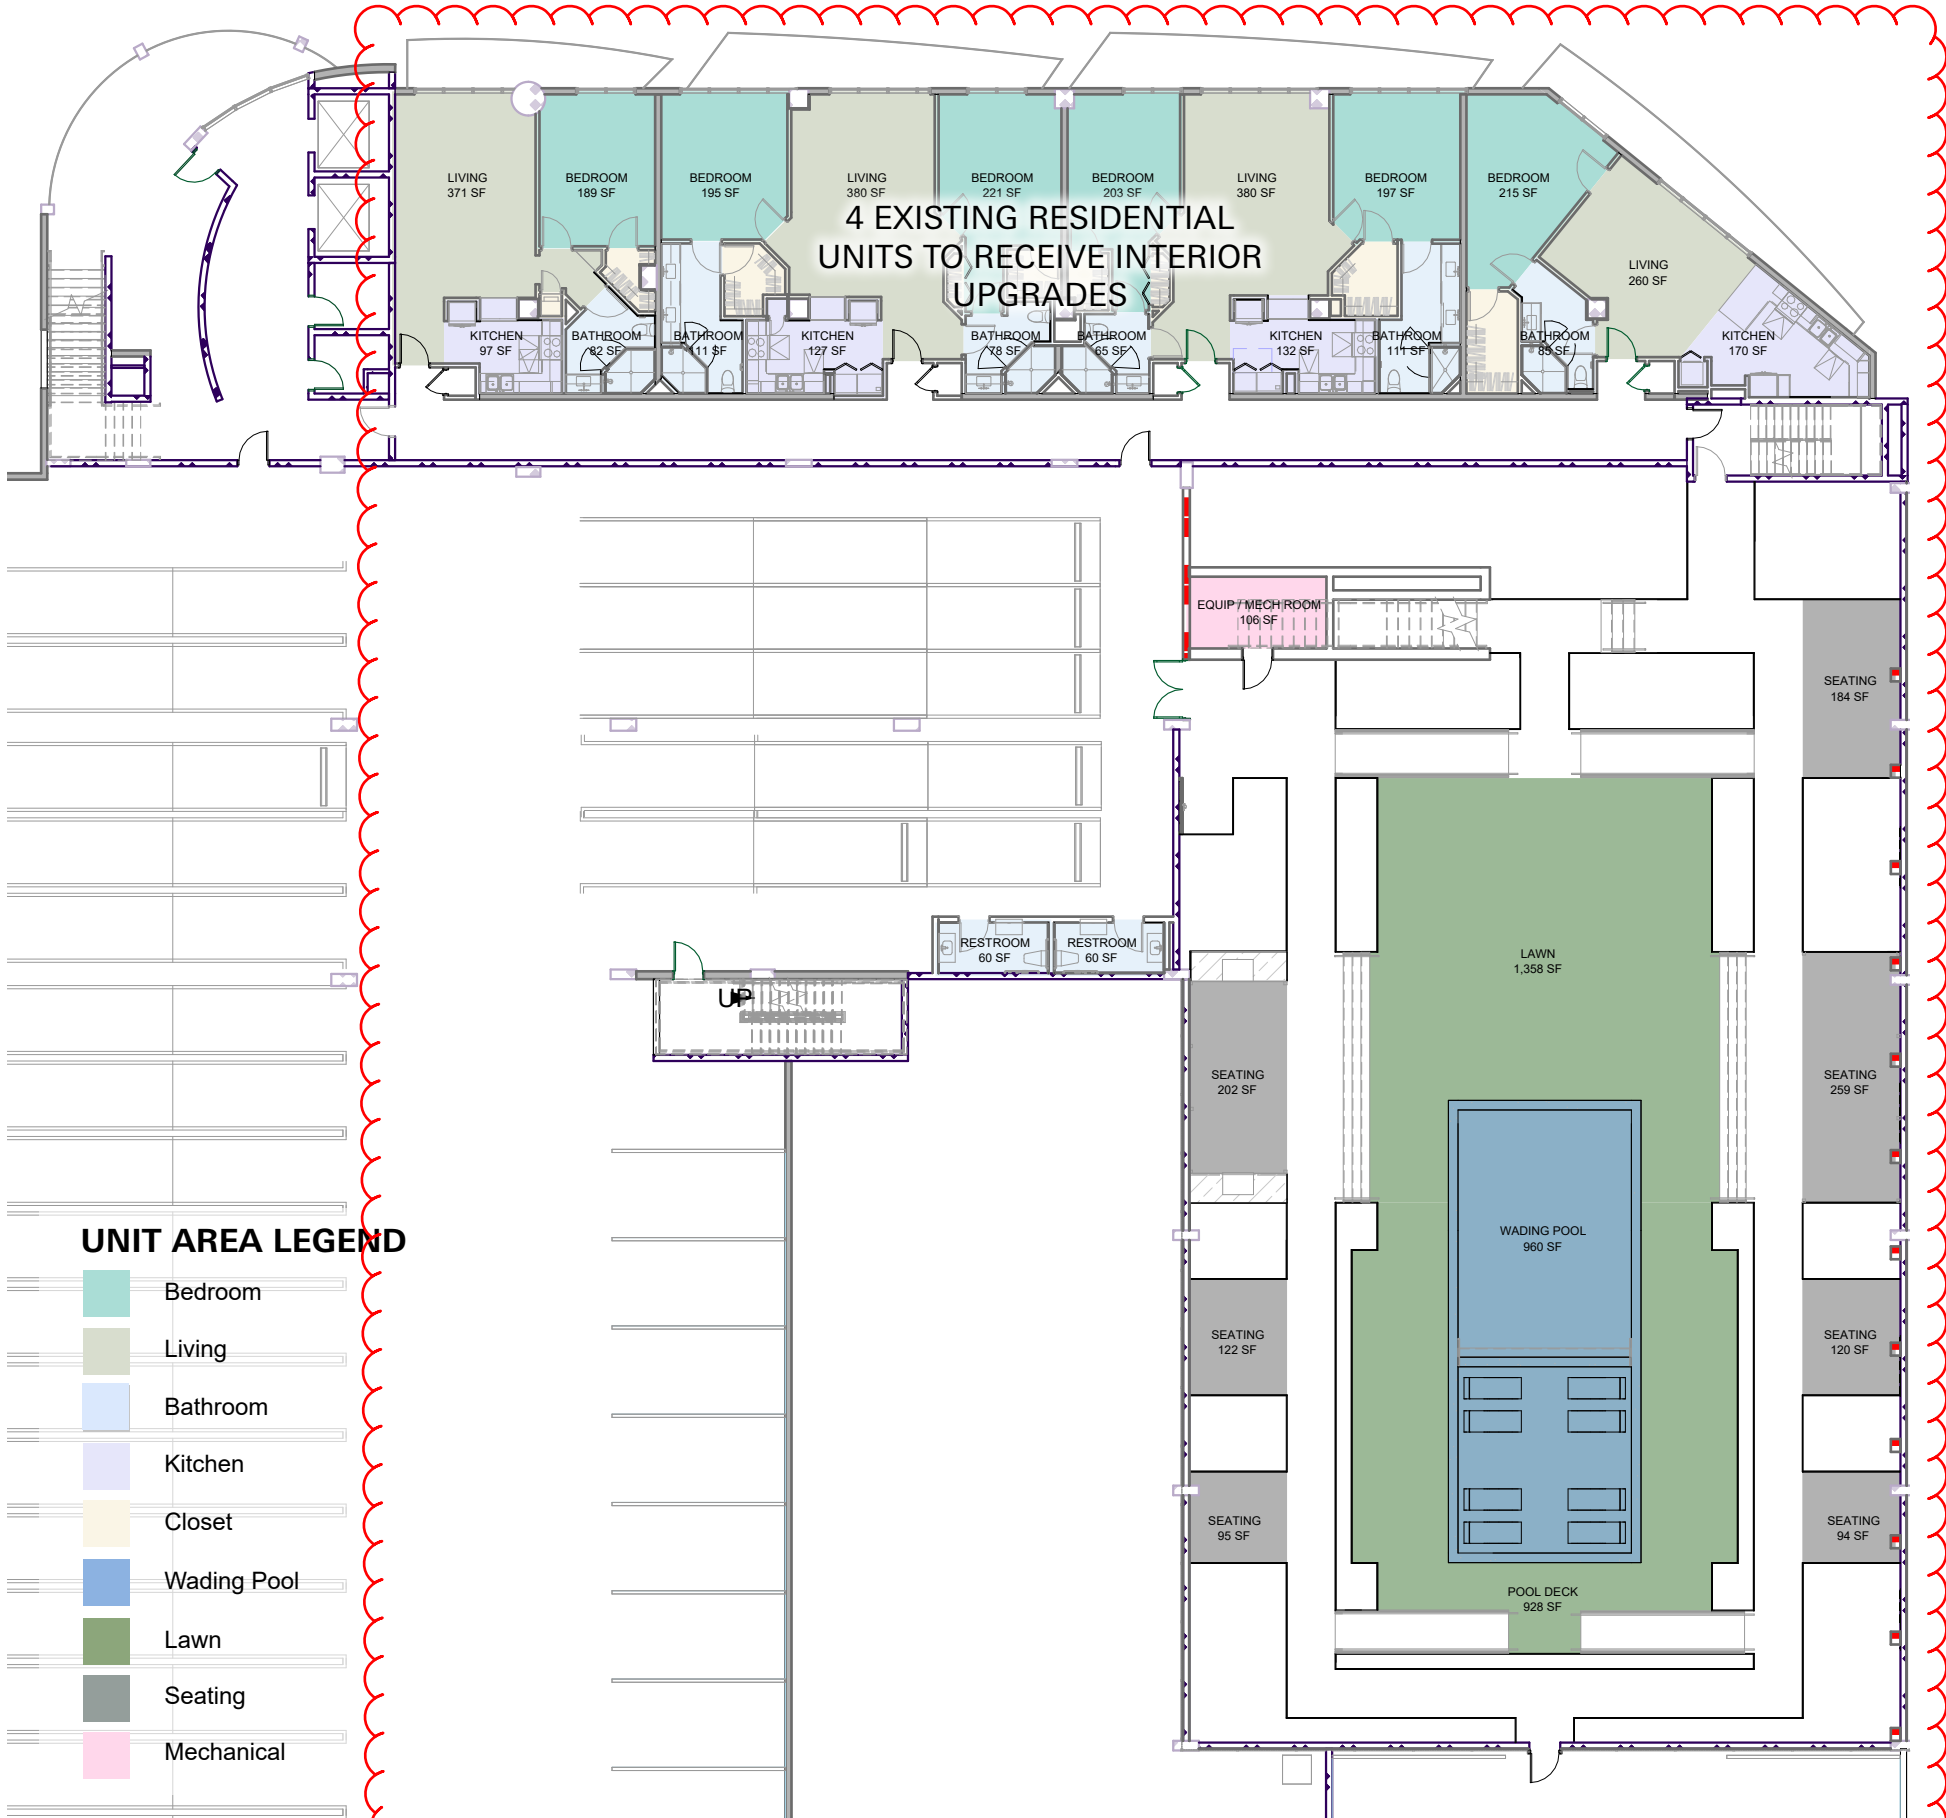 LIVING
371 SF
BEDROOM
189 SF
BEDROOM
195 SF
LIVING
380 SF
BEDROOM
221 SF
BEDROOM
203 SF
LIVING
380 SF
BEDROOM
197 SF
BEDROOM
215 SF
4 EXISTING RESIDENTIAL
UNITS TO RECEIVE INTERIOR
UPGRADES
LIVING
260 SF
KITCHEN
97 SF
BATHROOM
82 SF
BATHROOM
111 SF
KITCHEN
127 SF
BATHROOM
78 SF
BATHROOM
65 SF
KITCHEN
132 SF
BATHROOM
111 SF
BATHROOM
85 SF
KITCHEN
170 SF
EQUIP / MECH ROOM
106 SF
SEATING
184 SF
RESTROOM
60 SF
RESTROOM
60 SF
LAWN
1,358 SF
UP
SEATING
202 SF
SEATING
259 SF
WADING POOL
960 SF
SEATING
122 SF
SEATING
120 SF
SEATING
95 SF
SEATING
94 SF
POOL DECK
928 SF
UNIT AREA LEGEND
Bedroom
Living
Bathroom
Kitchen
Closet
Wading Pool
Lawn
Seating
Mechanical